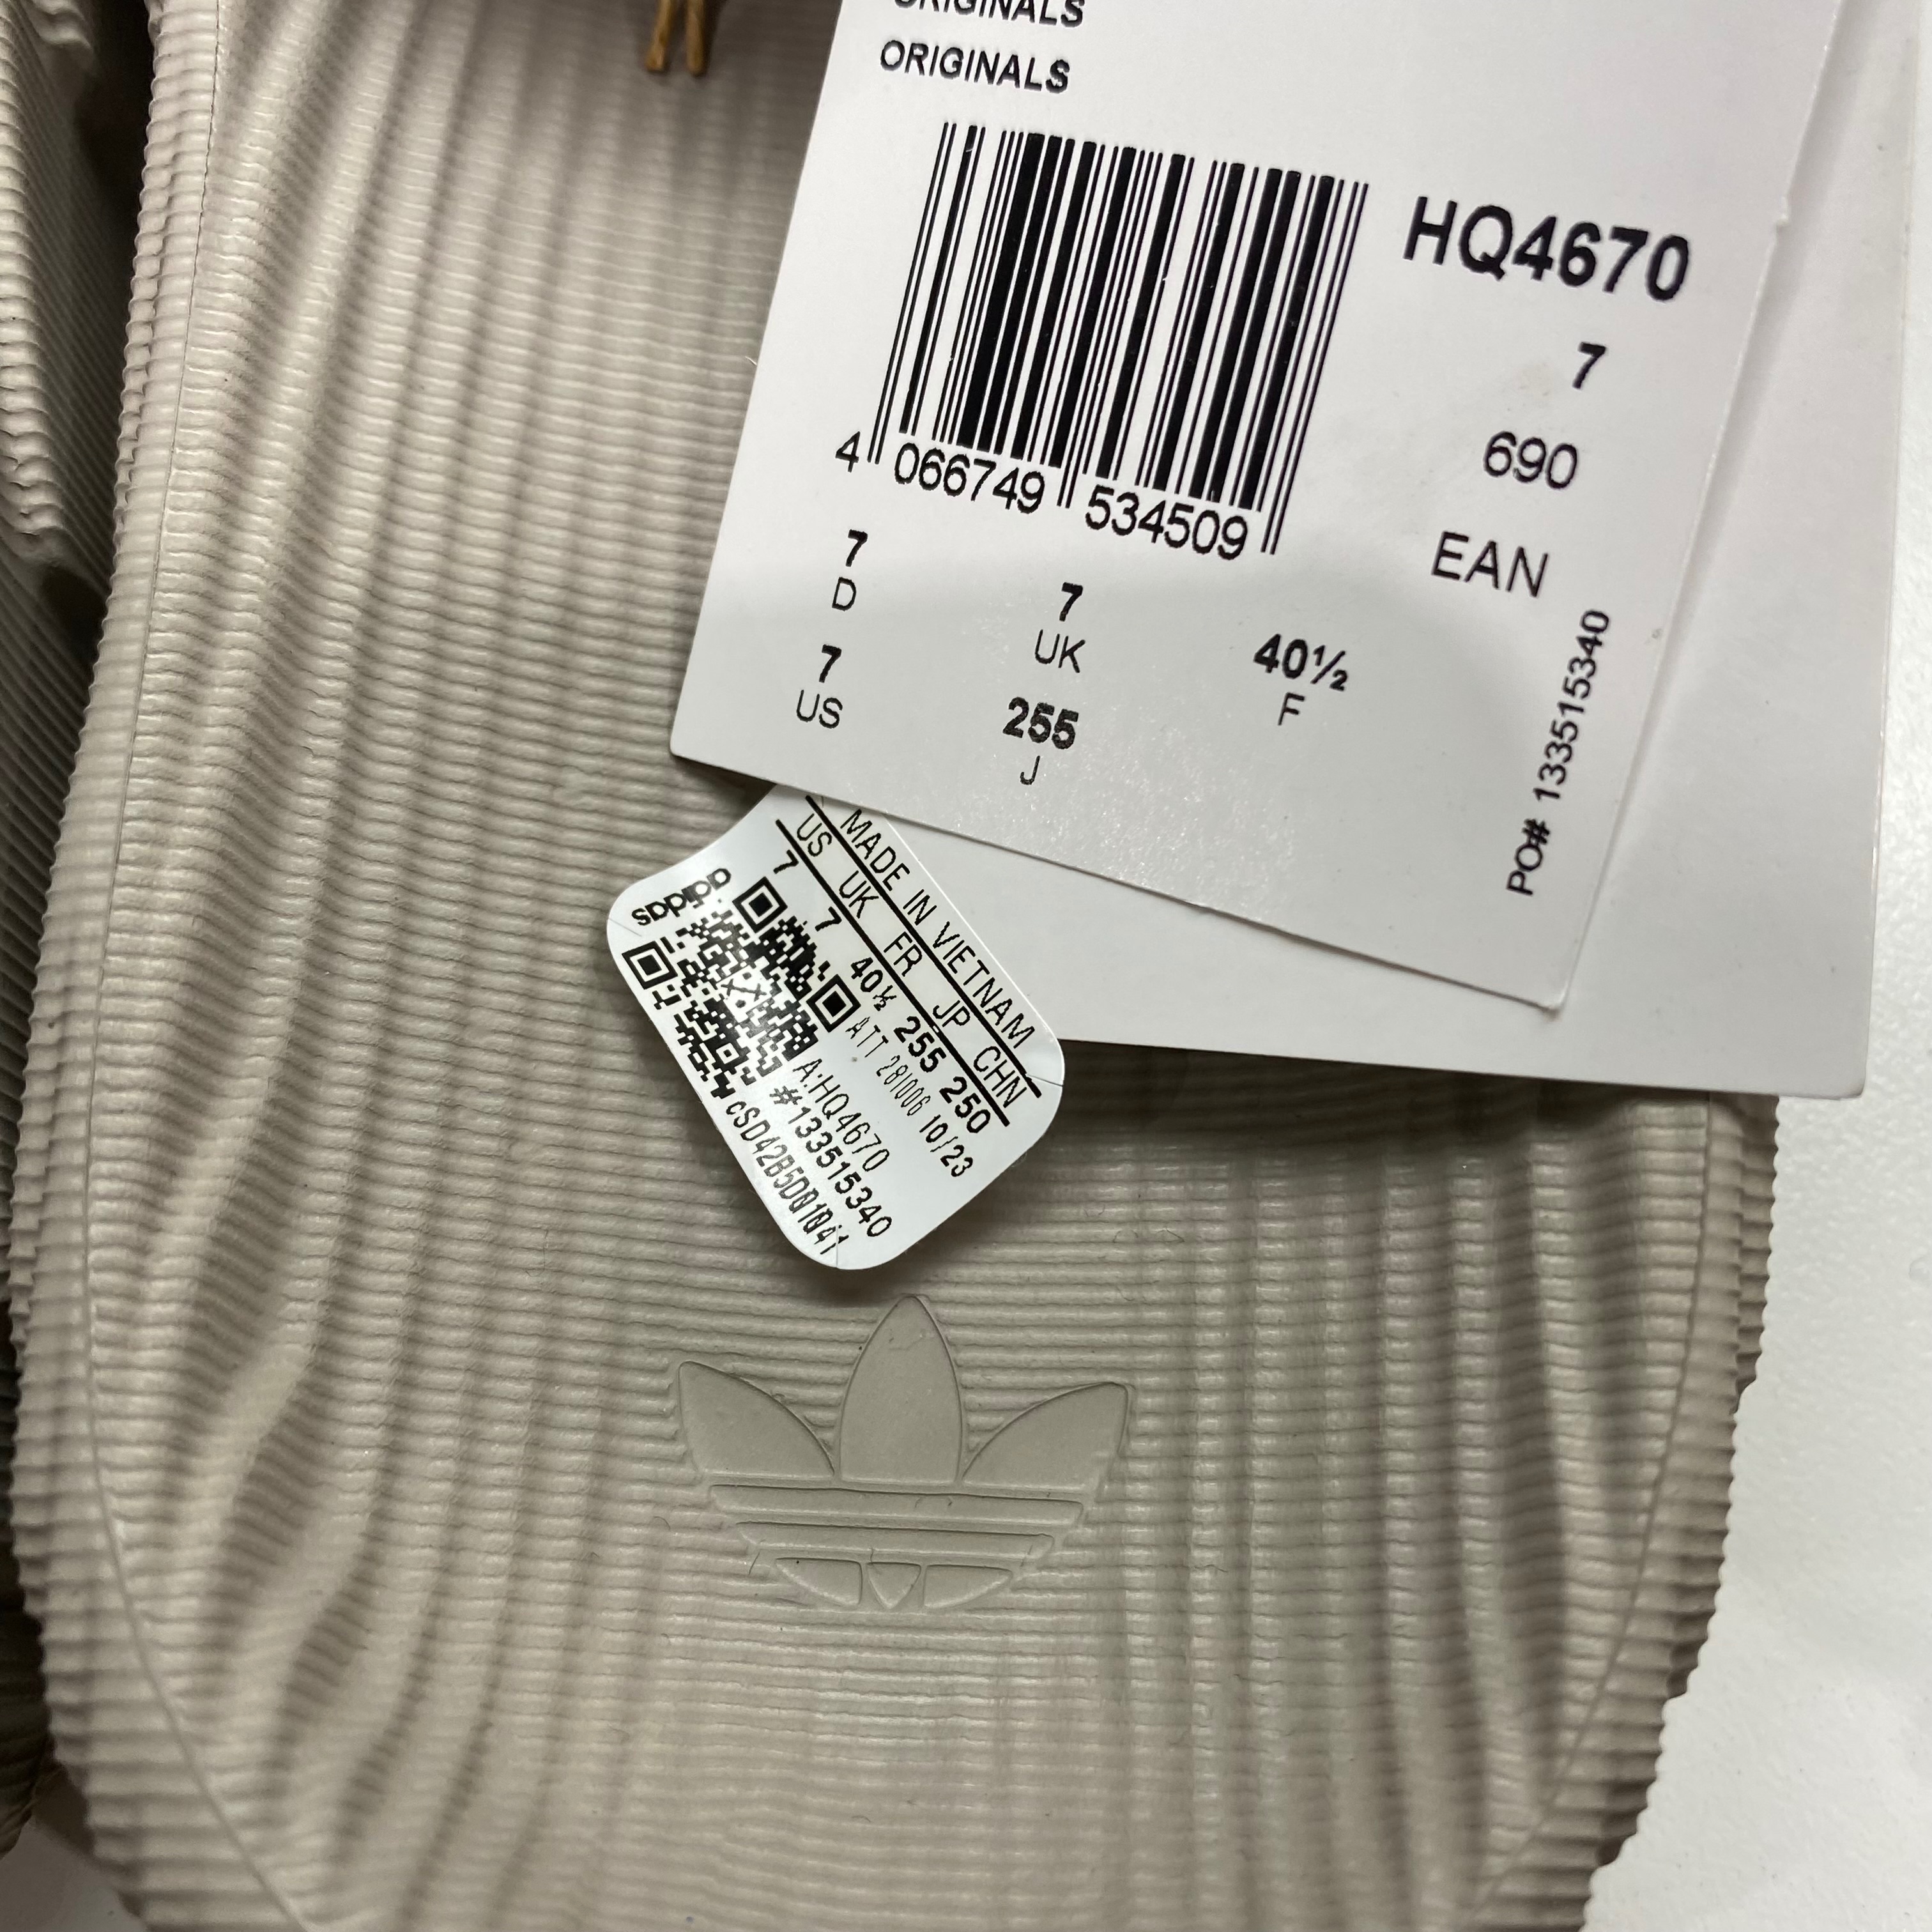 ORIGINALS
ORIGINALS
HQ4670
7
690
EAN
4 066749 534509
7 7 40½
D UK F
7 255
US J
PO# 133515340
MADE IN VIETNAM
US UK FR JP CHN
7 7 40½ 255 250
ATT 281006 10/23
adidas
A:HQ4670
#133515340